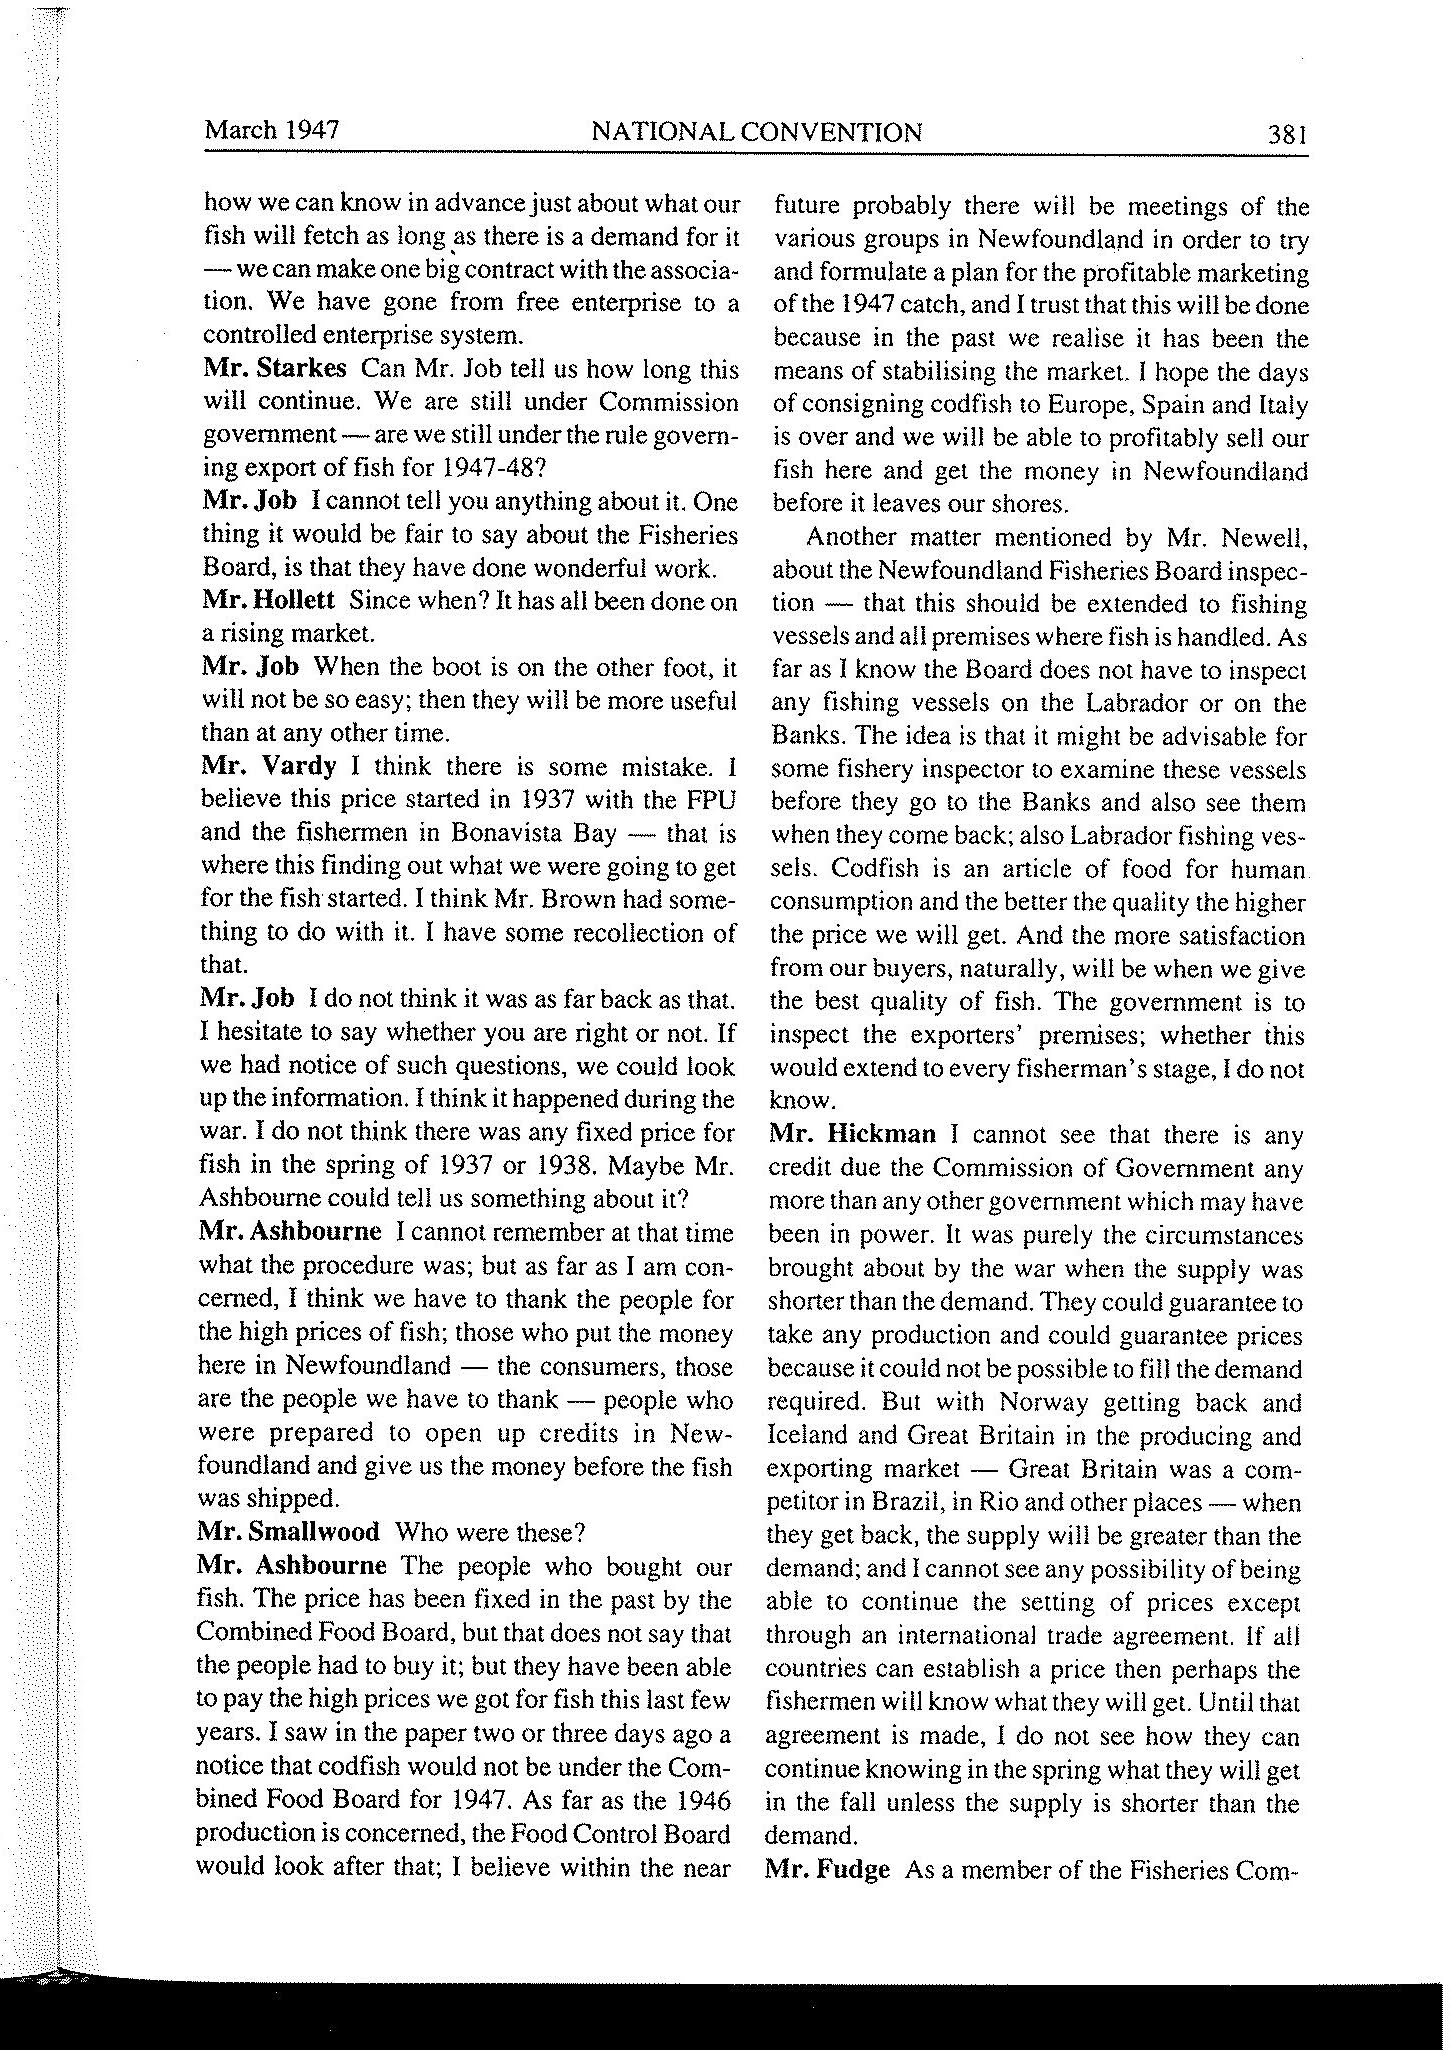 March 1947
NATIONAL CONVENTION
381
how we can know in advance just about what our
fish will fetch as long as there is a demand for it
— we can make one big contract with the associa-
tion. We have gone from free enterprise to a
controlled enterprise system.
Mr. Starkes Can Mr. Job tell us how long this
will continue. We are still under Commission
government — are we still under the rule govern-
ing export of fish for 1947-48?
Mr. Job I cannot tell you anything about it. One
thing it would be fair to say about the Fisheries
Board, is that they have done wonderful work.
Mr. Hollett Since when? It has all been done on
a rising market.
Mr. Job When the boot is on the other foot, it
will not be so easy; then they will be more useful
than at any other time.
Mr. Vardy I think there is some mistake. I
believe this price started in 1937 with the FPU
and the fishermen in Bonavista Bay — that is
where this finding out what we were going to get
for the fish started. I think Mr. Brown had some-
thing to do with it. I have some recollection of
that.
Mr. Job I do not think it was as far back as that.
I hesitate to say whether you are right or not. If
we had notice of such questions, we could look
up the information. I think it happened during the
war. I do not think there was any fixed price for
fish in the spring of 1937 or 1938. Maybe Mr.
Ashbourne could tell us something about it?
Mr. Ashbourne I cannot remember at that time
what the procedure was; but as far as I am con-
cerned, I think we have to thank the people for
the high prices of fish; those who put the money
here in Newfoundland — the consumers, those
are the people we have to thank — people who
were prepared to open up credits in New-
foundland and give us the money before the fish
was shipped.
Mr. Smallwood Who were these?
Mr. Ashbourne The people who bought our
fish. The price has been fixed in the past by the
Combined Food Board, but that does not say that
the people had to buy it; but they have been able
to pay the high prices we got for fish this last few
years. I saw in the paper two or three days ago a
notice that codfish would not be under the Com-
bined Food Board for 1947. As far as the 1946
production is concerned, the Food Control Board
would look after that; I believe within the near
future probably there will be meetings of the
various groups in Newfoundland in order to try
and formulate a plan for the profitable marketing
of the 1947 catch, and I trust that this will be done
because in the past we realise it has been the
means of stabilising the market. I hope the days
of consigning codfish to Europe, Spain and Italy
is over and we will be able to profitably sell our
fish here and get the money in Newfoundland
before it leaves our shores.
Another matter mentioned by Mr. Newell,
about the Newfoundland Fisheries Board inspec-
tion — that this should be extended to fishing
vessels and all premises where fish is handled. As
far as I know the Board does not have to inspect
any fishing vessels on the Labrador or on the
Banks. The idea is that it might be advisable for
some fishery inspector to examine these vessels
before they go to the Banks and also see them
when they come back; also Labrador fishing ves-
sels. Codfish is an article of food for human
consumption and the better the quality the higher
the price we will get. And the more satisfaction
from our buyers, naturally, will be when we give
the best quality of fish. The government is to
inspect the exporters' premises; whether this
would extend to every fisherman's stage, I do not
know.
Mr. Hickman I cannot see that there is any
credit due the Commission of Government any
more than any other government which may have
been in power. It was purely the circumstances
brought about by the war when the supply was
shorter than the demand. They could guarantee to
take any production and could guarantee prices
because it could not be possible to fill the demand
required. But with Norway getting back and
Iceland and Great Britain in the producing and
exporting market — Great Britain was a com-
petitor in Brazil, in Rio and other places — when
they get back, the supply will be greater than the
demand; and I cannot see any possibility of being
able to continue the setting of prices except
through an international trade agreement. If all
countries can establish a price then perhaps the
fishermen will know what they will get. Until that
agreement is made, I do not see how they can
continue knowing in the spring what they will get
in the fall unless the supply is shorter than the
demand.
Mr. Fudge As a member of the Fisheries Com-